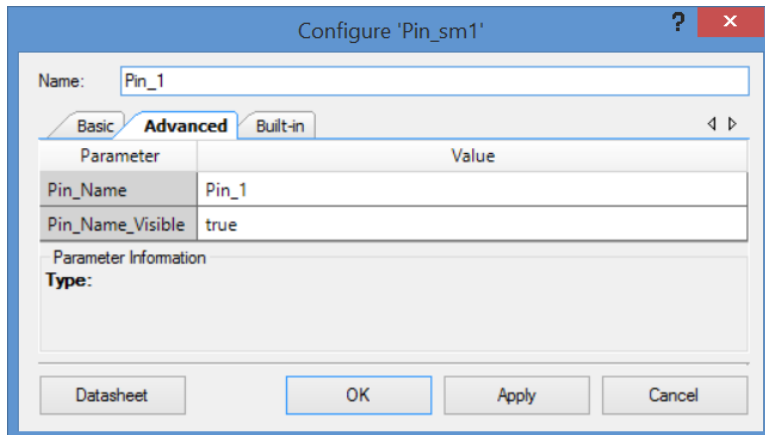 Configure 'Pin_sm1'
?
×
Name: Pin_1
Basic Advanced Built-in
Parameter Value
Pin_Name Pin_1
Pin_Name_Visible true
Parameter Information
Type:
Datasheet OK Apply Cancel